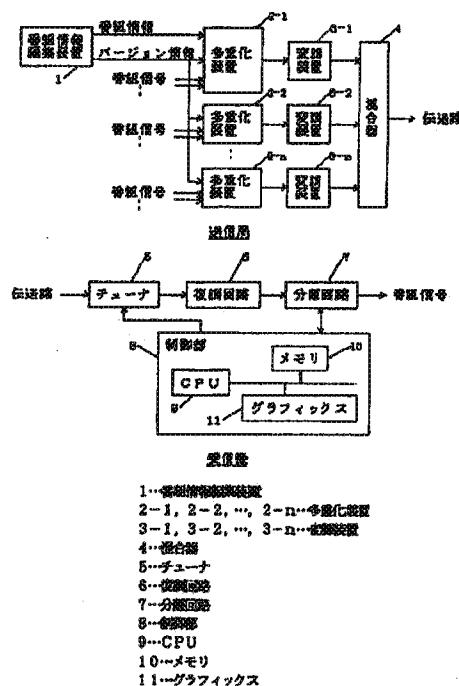 番組情報
2-1
3-1
4
番組情報
編集装置
バージョン情報
多重化
装置
変調
装置
1
番組信号
2-2
3-2
混合器
伝送路
番組信号
多重化
装置
変調
装置
2-n
3-n
番組信号
多重化
装置
変調
装置
送信局
5
6
7
伝送路
チューナ
復調回路
分離回路
番組信号
8
制御部
10
メモリ
CPU
9
グラフィックス
11
受信機
1…番組情報編集装置
2-1, 2-2, …, 2-n…多重化装置
3-1, 3-2, …, 3-n…変調装置
4…混合器
5…チューナ
6…復調回路
7…分離回路
8…制御部
9…CPU
10…メモリ
11…グラフィックス